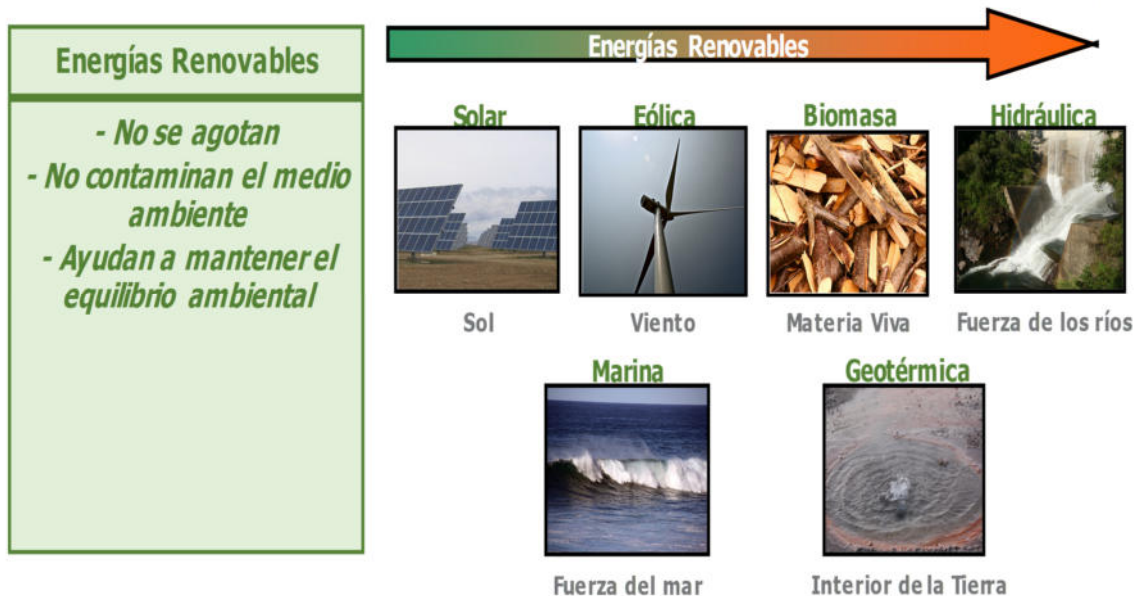 Energías Renovables
- No se agotan
- No contaminan el medio
ambiente
- Ayudan a mantener el
equilibrio ambiental
Energías Renovables
Solar
Eólica
Biomasa
Hidráulica
Sol
Viento
Materia Viva
Fuerza de los ríos
Marina
Geotérmica
Fuerza del mar
Interior de la Tierra